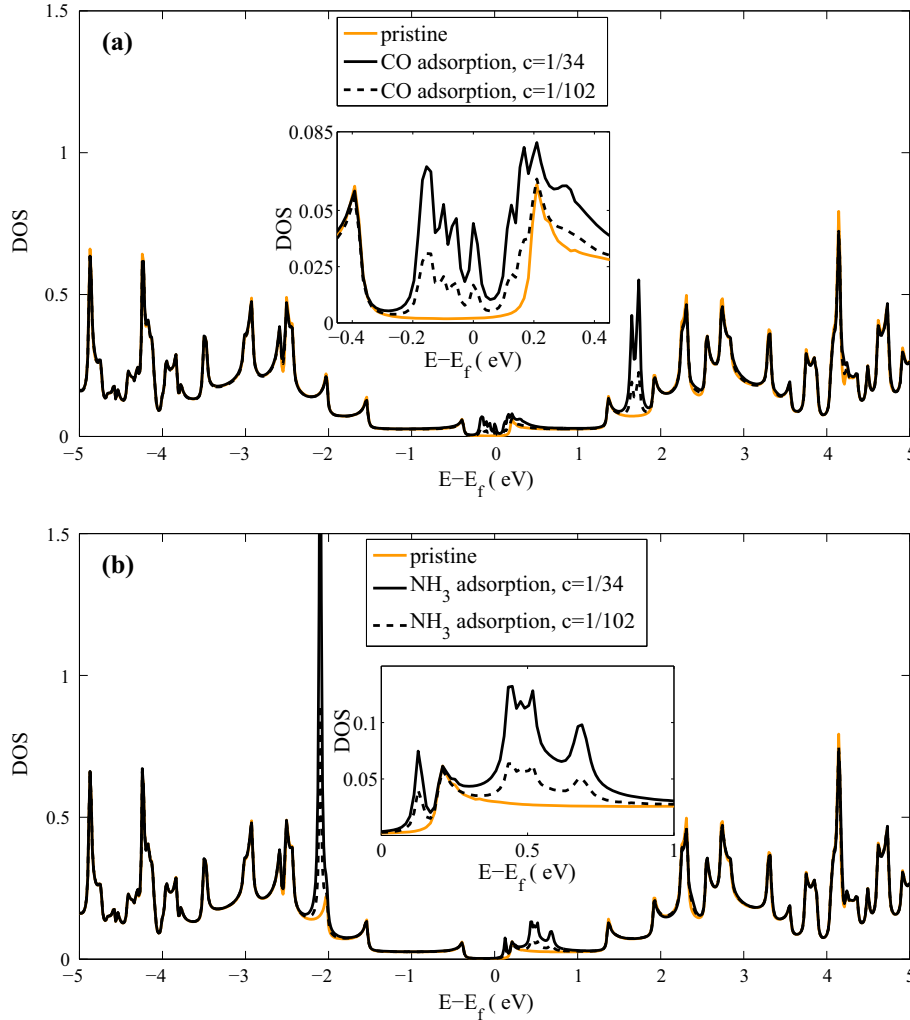 (a)
pristine
CO adsorption, c=1/34
CO adsorption, c=1/102
1.5
1
0.5
0
DOS
0.085
0.05
0.025
0
DOS
−0.4 −0.2 0 0.2 0.4
E−E_f ( eV)
−5 −4 −3 −2 −1 0 1 2 3 4 5
E−E_f ( eV)
(b)
pristine
NH_3 adsorption, c=1/34
NH_3 adsorption, c=1/102
1.5
1
0.5
0
DOS
0.1
0.05
DOS
0 0.5 1
E−E_f ( eV)
−5 −4 −3 −2 −1 0 1 2 3 4 5
E−E_f ( eV)